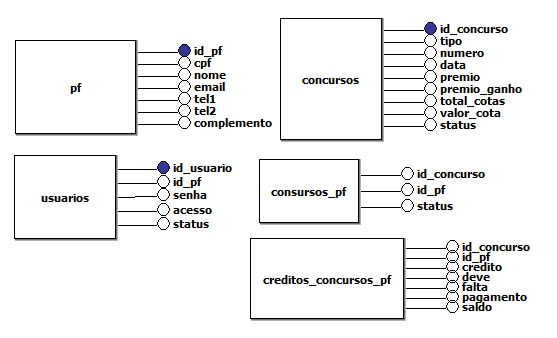 pf
id_pf
cpf
nome
email
tel1
tel2
complemento
concursos
id_concurso
tipo
numero
data
premio
premio_ganho
total_cotas
valor_cota
status
usuarios
id_usuario
id_pf
senha
acesso
status
consursos_pf
id_concurso
id_pf
status
creditos_concursos_pf
id_concurso
id_pf
credito
deve
falta
pagamento
saldo